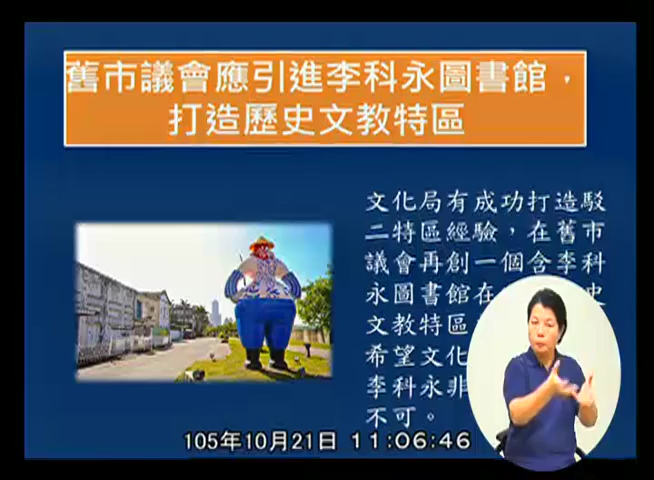 舊市議會應引進李科永圖書館，
打造歷史文教特區
文化局有成功打造駁
二特區經驗，在舊市
議會再創一個含李科
永圖書館在
史
文教特區
希望文化
李科永非
不可。
105年10月21日 11:06:46